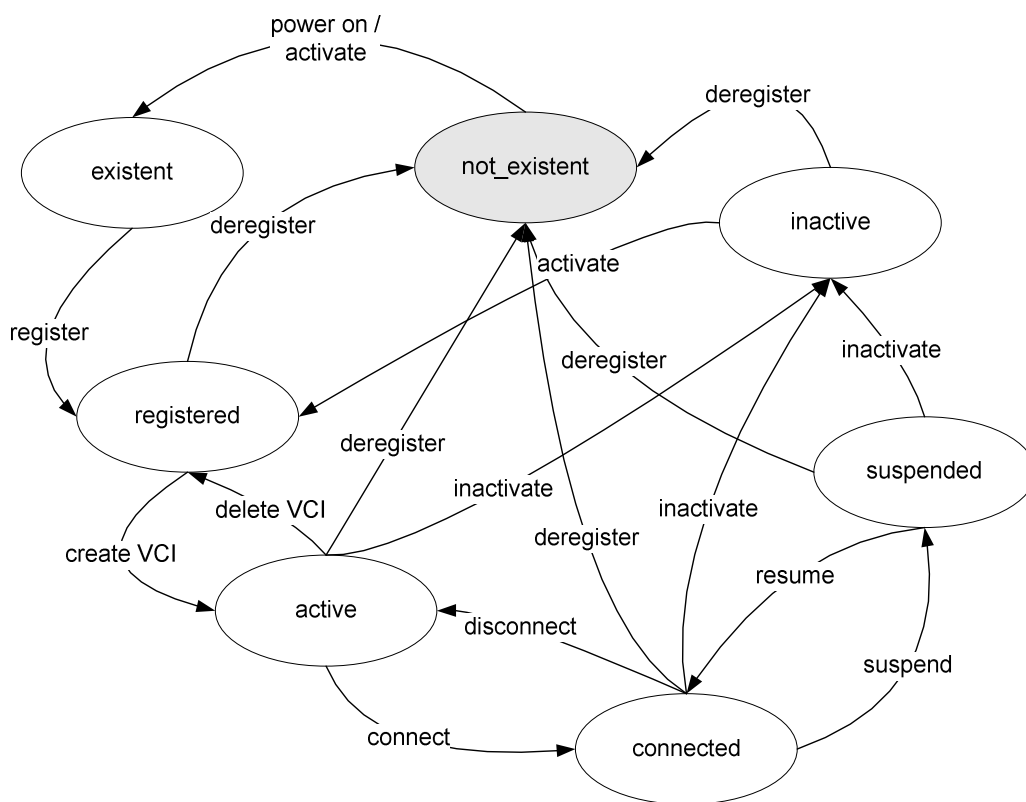 power on /
activate
deregister
existent
not_existent
inactive
deregister
activate
register
deregister
inactivate
registered
deregister
suspended
inactivate
delete VCI
inactivate
create VCI
deregister
resume
active
disconnect
suspend
connect
connected